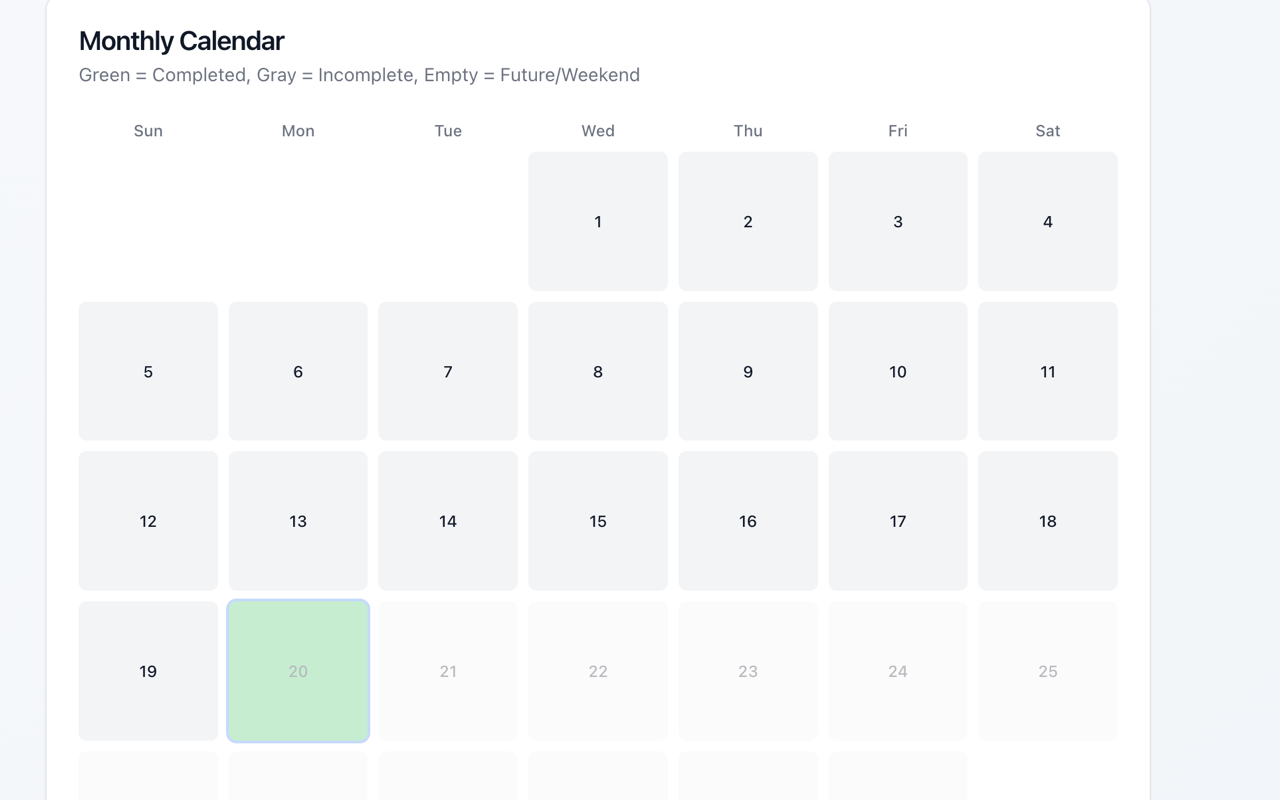 Monthly Calendar
Green = Completed, Gray = Incomplete, Empty = Future/Weekend
Sun Mon Tue Wed Thu Fri Sat
1 2 3 4
5 6 7 8 9 10 11
12 13 14 15 16 17 18
19 20 21 22 23 24 25